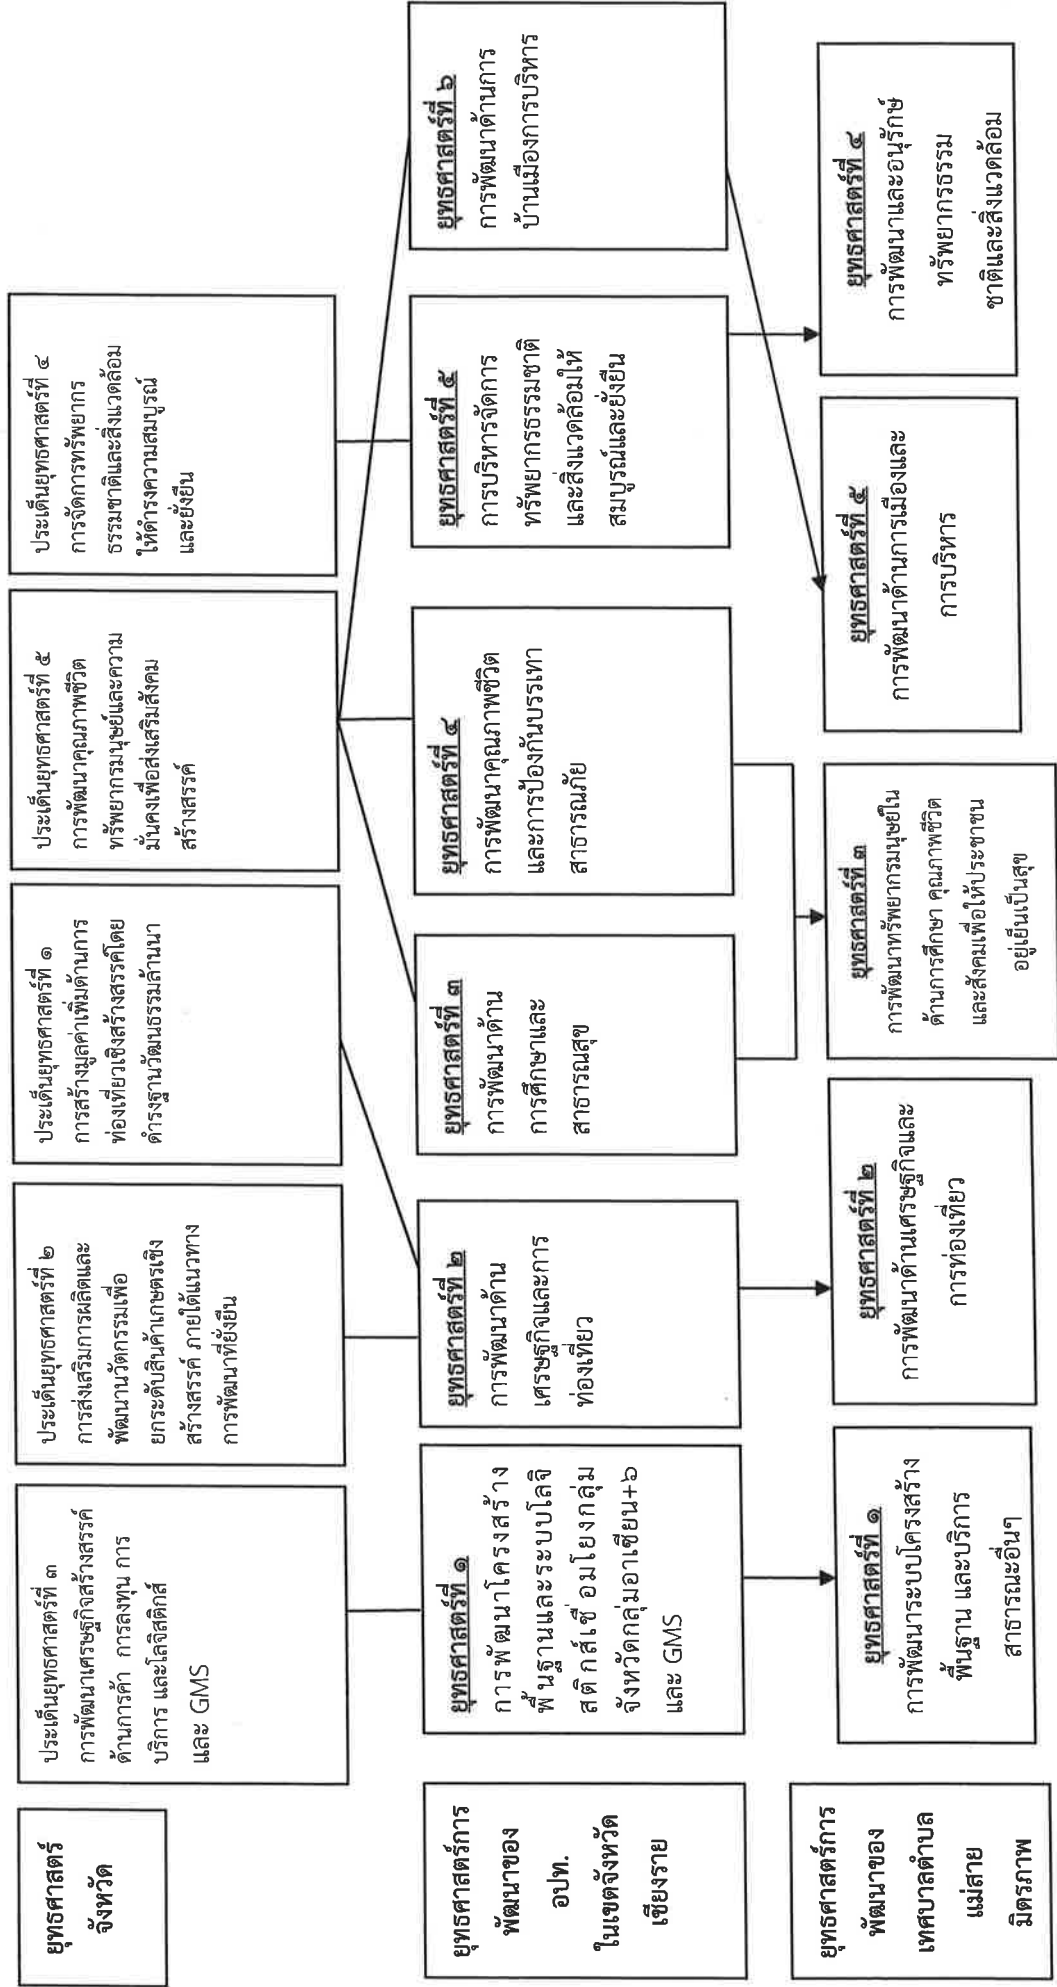 ยุทธศาสตร์
จังหวัด
ประเด็นยุทธศาสตร์ที่ ๓
การพัฒนาเศรษฐกิจสร้างสรรค์
ด้านการค้า การลงทุน การ
บริการ และโลจิสติกส์
และ GMS
ประเด็นยุทธศาสตร์ที่ ๒
การส่งเสริมการผลิตและ
พัฒนานวัตกรรมเพื่อ
ยกระดับสินค้าเกษตรเชิง
สร้างสรรค์ ภายใต้แนวทาง
การพัฒนาที่ยั่งยืน
ประเด็นยุทธศาสตร์ที่ ๑
การสร้างมูลค่าเพิ่มด้านการ
ท่องเที่ยวเชิงสร้างสรรค์โดย
ดำรงฐานวัฒนธรรมล้านนา
ประเด็นยุทธศาสตร์ที่ ๕
การพัฒนาคุณภาพชีวิต
ทรัพยากรมนุษย์และความ
มั่นคงเพื่อส่งเสริมสังคม
สร้างสรรค์
ประเด็นยุทธศาสตร์ที่ ๔
การจัดการทรัพยากร
ธรรมชาติและสิ่งแวดล้อม
ให้ดำรงความสมบูรณ์
และยั่งยืน
ยุทธศาสตร์การ
พัฒนาของ
อปท.
ในเขตจังหวัด
เชียงราย
ยุทธศาสตร์ที่ ๑
การพัฒนาโครงสร้าง
พื้นฐานและระบบโลจิ
สติกส์เชื่อมโยงกลุ่ม
จังหวัดกลุ่มอาเซียน+๖
และ GMS
ยุทธศาสตร์ที่ ๒
การพัฒนาด้าน
เศรษฐกิจและการ
ท่องเที่ยว
ยุทธศาสตร์ที่ ๓
การพัฒนาด้าน
การศึกษาและ
สาธารณสุข
ยุทธศาสตร์ที่ ๔
การพัฒนาคุณภาพชีวิต
และการป้องกันบรรเทา
สาธารณภัย
ยุทธศาสตร์ที่ ๕
การบริหารจัดการ
ทรัพยากรธรรมชาติ
และสิ่งแวดล้อมให้
สมบูรณ์และยั่งยืน
ยุทธศาสตร์ที่ ๖
การพัฒนาด้านการ
บ้านเมืองการบริหาร
ยุทธศาสตร์การ
พัฒนาของ
เทศบาลตำบล
แม่สาย
มิตรภาพ
ยุทธศาสตร์ที่ ๑
การพัฒนาระบบโครงสร้าง
พื้นฐาน และบริการ
สาธารณะอื่นๆ
ยุทธศาสตร์ที่ ๒
การพัฒนาด้านเศรษฐกิจและ
การท่องเที่ยว
ยุทธศาสตร์ที่ ๓
การพัฒนาทรัพยากรมนุษย์ใน
ด้านการศึกษา คุณภาพชีวิต
และสังคมเพื่อให้ประชาชน
อยู่เย็นเป็นสุข
ยุทธศาสตร์ที่ ๕
การพัฒนาด้านการเมืองและ
การบริหาร
ยุทธศาสตร์ที่ ๔
การพัฒนาและอนุรักษ์
ทรัพยากรธรรม
ชาติและสิ่งแวดล้อม